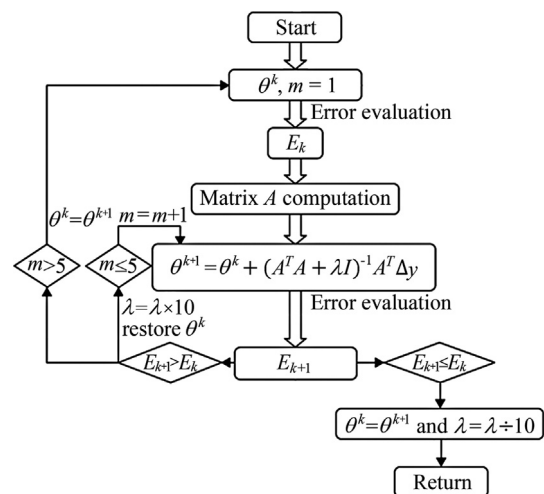 Start
θ^k, m = 1
Error evaluation
E_k
Matrix A computation
θ^k=θ^{k+1}
m=m+1
m>5
m≤5
θ^{k+1}=θ^k + (A^T A + λI)^{-1} A^T Δy
λ=λ×10
restore θ^k
Error evaluation
E_{k+1}>E_k
E_{k+1}
E_{k+1}≤E_k
θ^k=θ^{k+1} and λ=λ÷10
Return